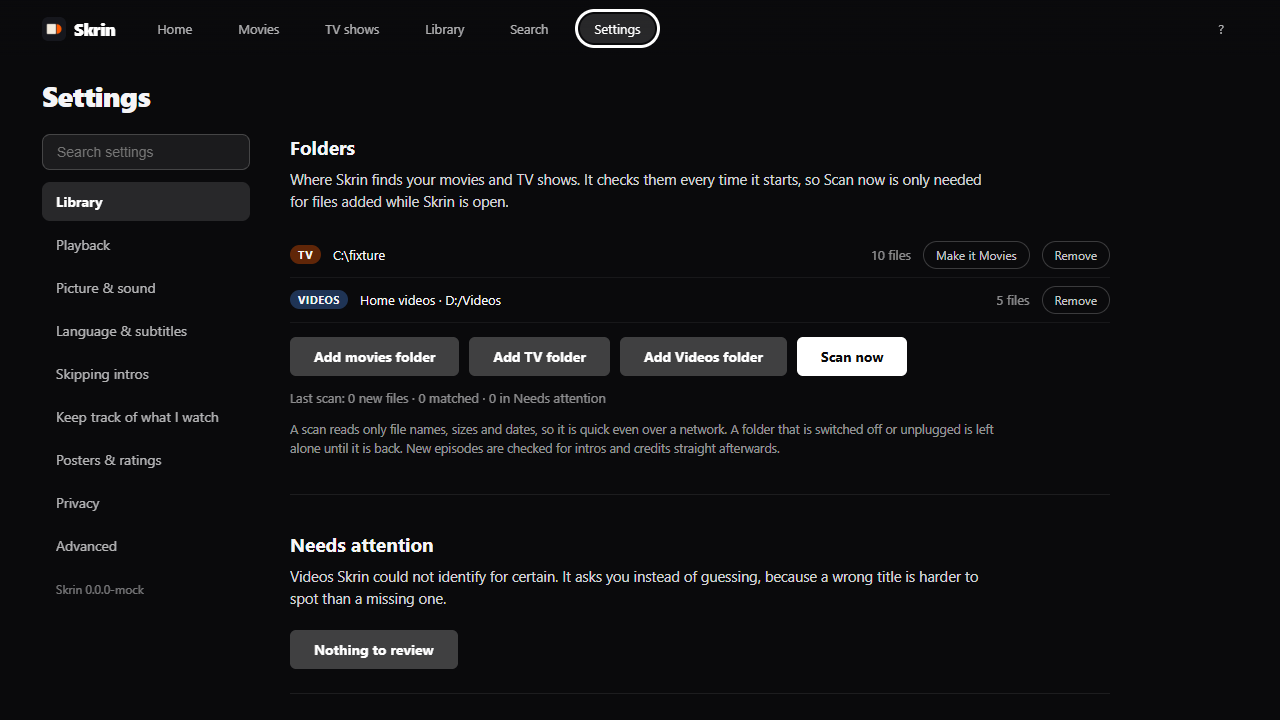 Skrin
Home
Movies
TV shows
Library
Search
Settings
?
Settings
Search settings
Library
Playback
Picture & sound
Language & subtitles
Skipping intros
Keep track of what I watch
Posters & ratings
Privacy
Advanced
Skrin 0.0.0-mock
Folders
Where Skrin finds your movies and TV shows. It checks them every time it starts, so Scan now is only needed
for files added while Skrin is open.
TV C:\fixture 10 files Make it Movies Remove
VIDEOS Home videos · D:/Videos 5 files Remove
Add movies folder Add TV folder Add Videos folder Scan now
Last scan: 0 new files · 0 matched · 0 in Needs attention
A scan reads only file names, sizes and dates, so it is quick even over a network. A folder that is switched off or unplugged is left
alone until it is back. New episodes are checked for intros and credits straight afterwards.
Needs attention
Videos Skrin could not identify for certain. It asks you instead of guessing, because a wrong title is harder to
spot than a missing one.
Nothing to review